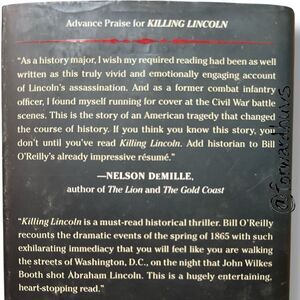 Advance Praise for KILLING LINCOLN
"As a history major, I wish my required reading had been as well
written as this truly vivid and emotionally engaging account
of Lincoln's assassination. And as a former combat infantry
officer, I found myself running for cover at the Civil War battle
scenes. This is the story of an American tragedy that changed
the course of history. If you think you know this story, you
don't until you've read Killing Lincoln. Add historian to Bill
O'Reilly's already impressive résumé."
—NELSON DEMILLE,
author of The Lion and The Gold Coast
"Killing Lincoln is a must-read historical thriller. Bill O'Reilly
recounts the dramatic events of the spring of 1865 with such
exhilarating immediacy that you will feel like you are walking
the streets of Washington, D.C., on the night that John Wilkes
Booth shot Abraham Lincoln. This is a hugely entertaining,
heart-stopping read."